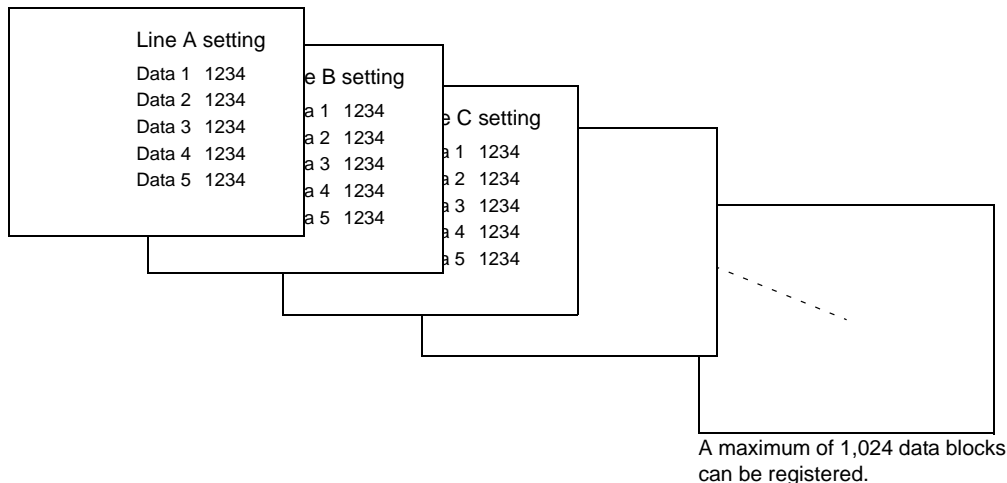 Line A setting
Data 1 1234
Data 2 1234
Data 3 1234
Data 4 1234
Data 5 1234
e B setting
a 1 1234
a 2 1234
a 3 1234
a 4 1234
a 5 1234
e C setting
a 1 1234
a 2 1234
a 3 1234
a 4 1234
a 5 1234
A maximum of 1,024 data blocks
can be registered.